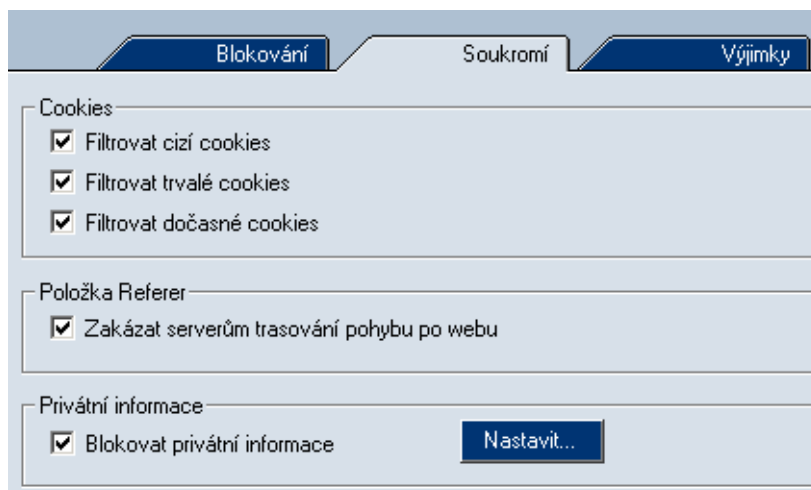 Blokování
Soukromí
Výjimky
Cookies
Filtrovat cizí cookies
Filtrovat trvalé cookies
Filtrovat dočasné cookies
Položka Referer
Zakázat serverům trasování pohybu po webu
Privátní informace
Blokovat privátní informace
Nastavit...